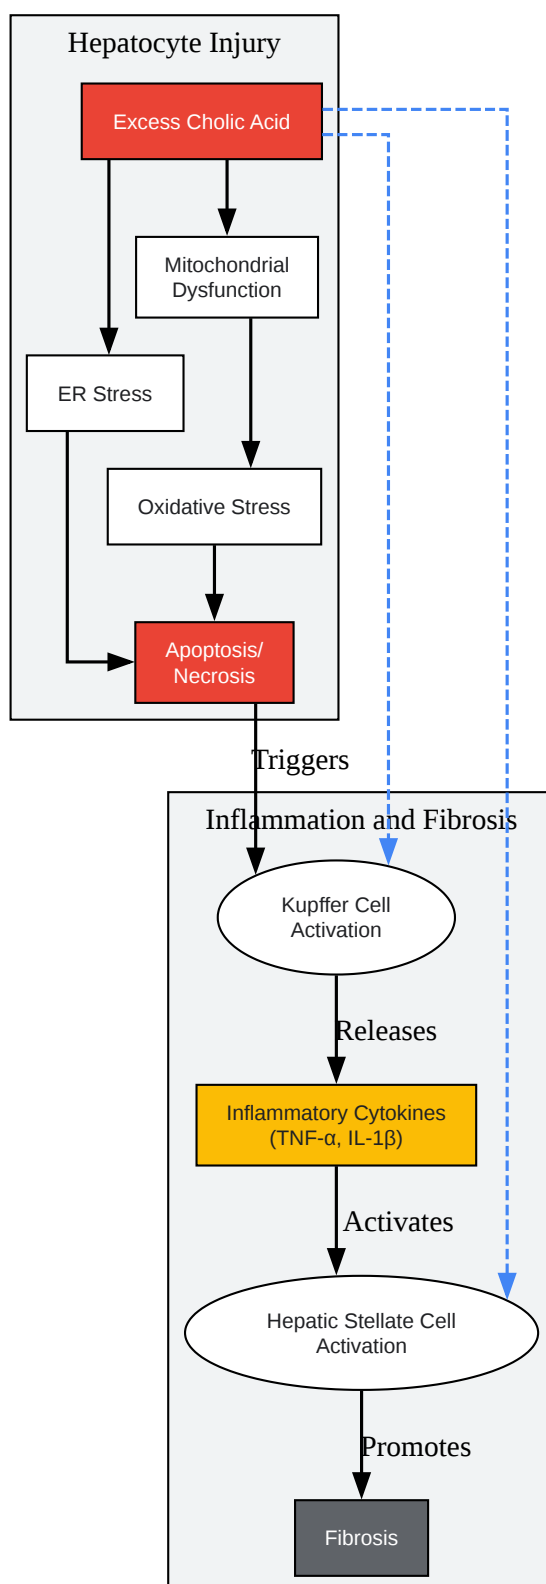 Hepatocyte Injury
Excess Cholic Acid
Mitochondrial
Dysfunction
ER Stress
Oxidative Stress
Apoptosis/
Necrosis
Triggers
Inflammation and Fibrosis
Kupffer Cell
Activation
Releases
Inflammatory Cytokines
(TNF-α, IL-1β)
Activates
Hepatic Stellate Cell
Activation
Promotes
Fibrosis